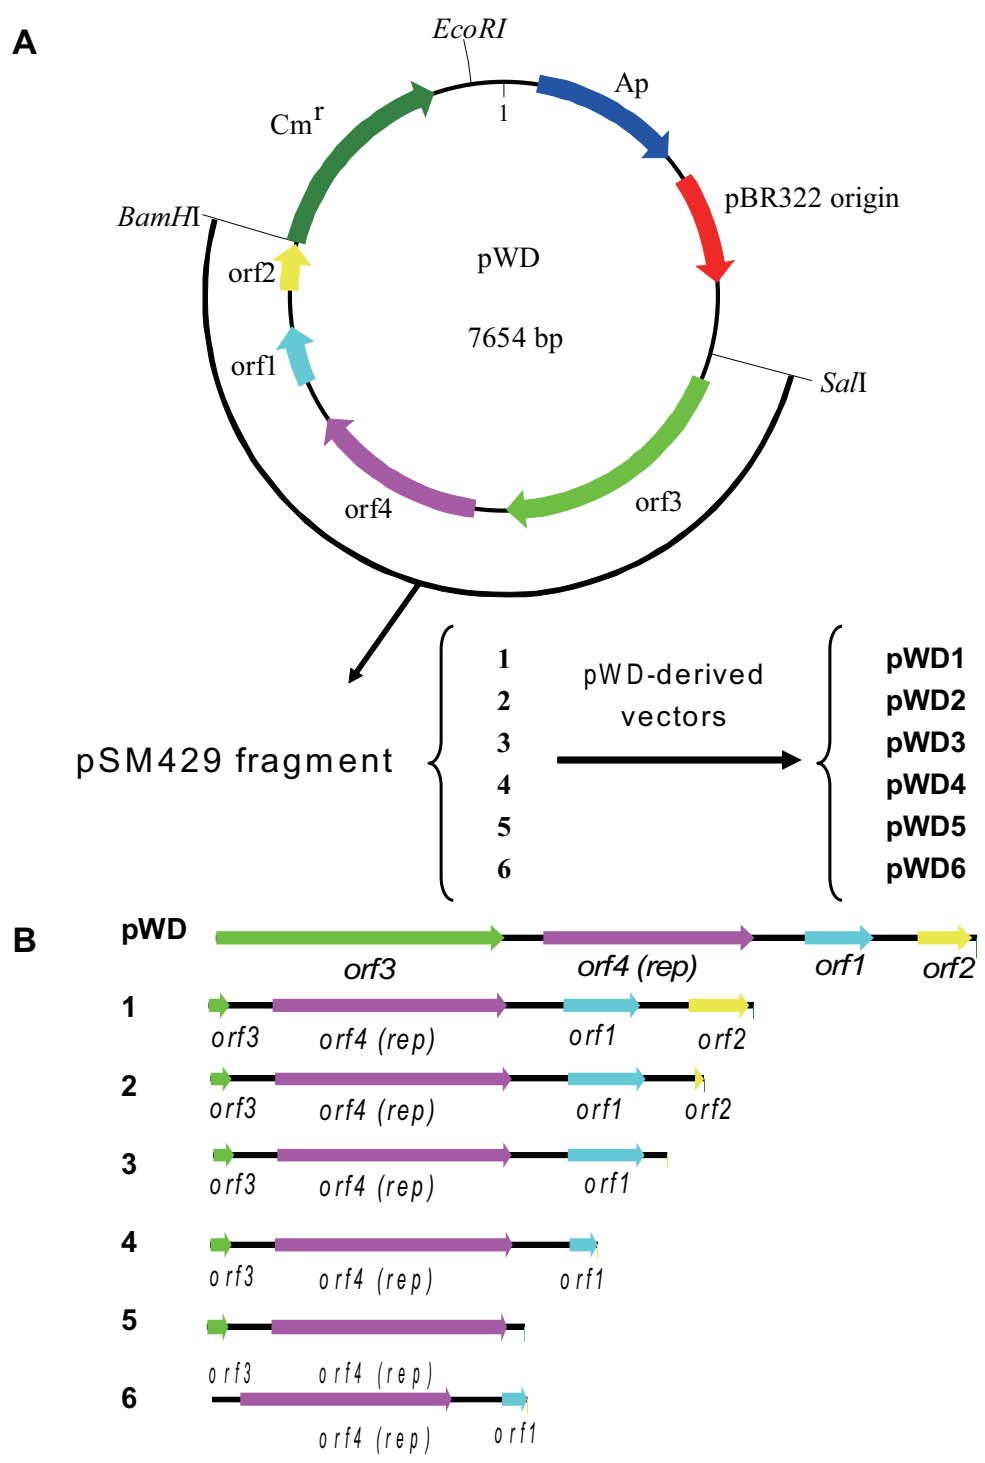 A
EcoRI
Ap
1
Cm^r
pBR322 origin
BamHI
orf2
pWD
7654 bp
orf1
SalI
orf4
orf3
1
2
3
4
5
6
pWD-derived
vectors
pSM429 fragment
pWD1
pWD2
pWD3
pWD4
pWD5
pWD6
B
pWD
orf3 orf4 (rep) orf1 orf2
1
orf3 orf4 (rep) orf1 orf2
2
orf3 orf4 (rep) orf1 orf2
3
orf3 orf4 (rep) orf1
4
orf3 orf4 (rep) orf1
5
orf3 orf4 (rep)
6
orf4 (rep) orf1